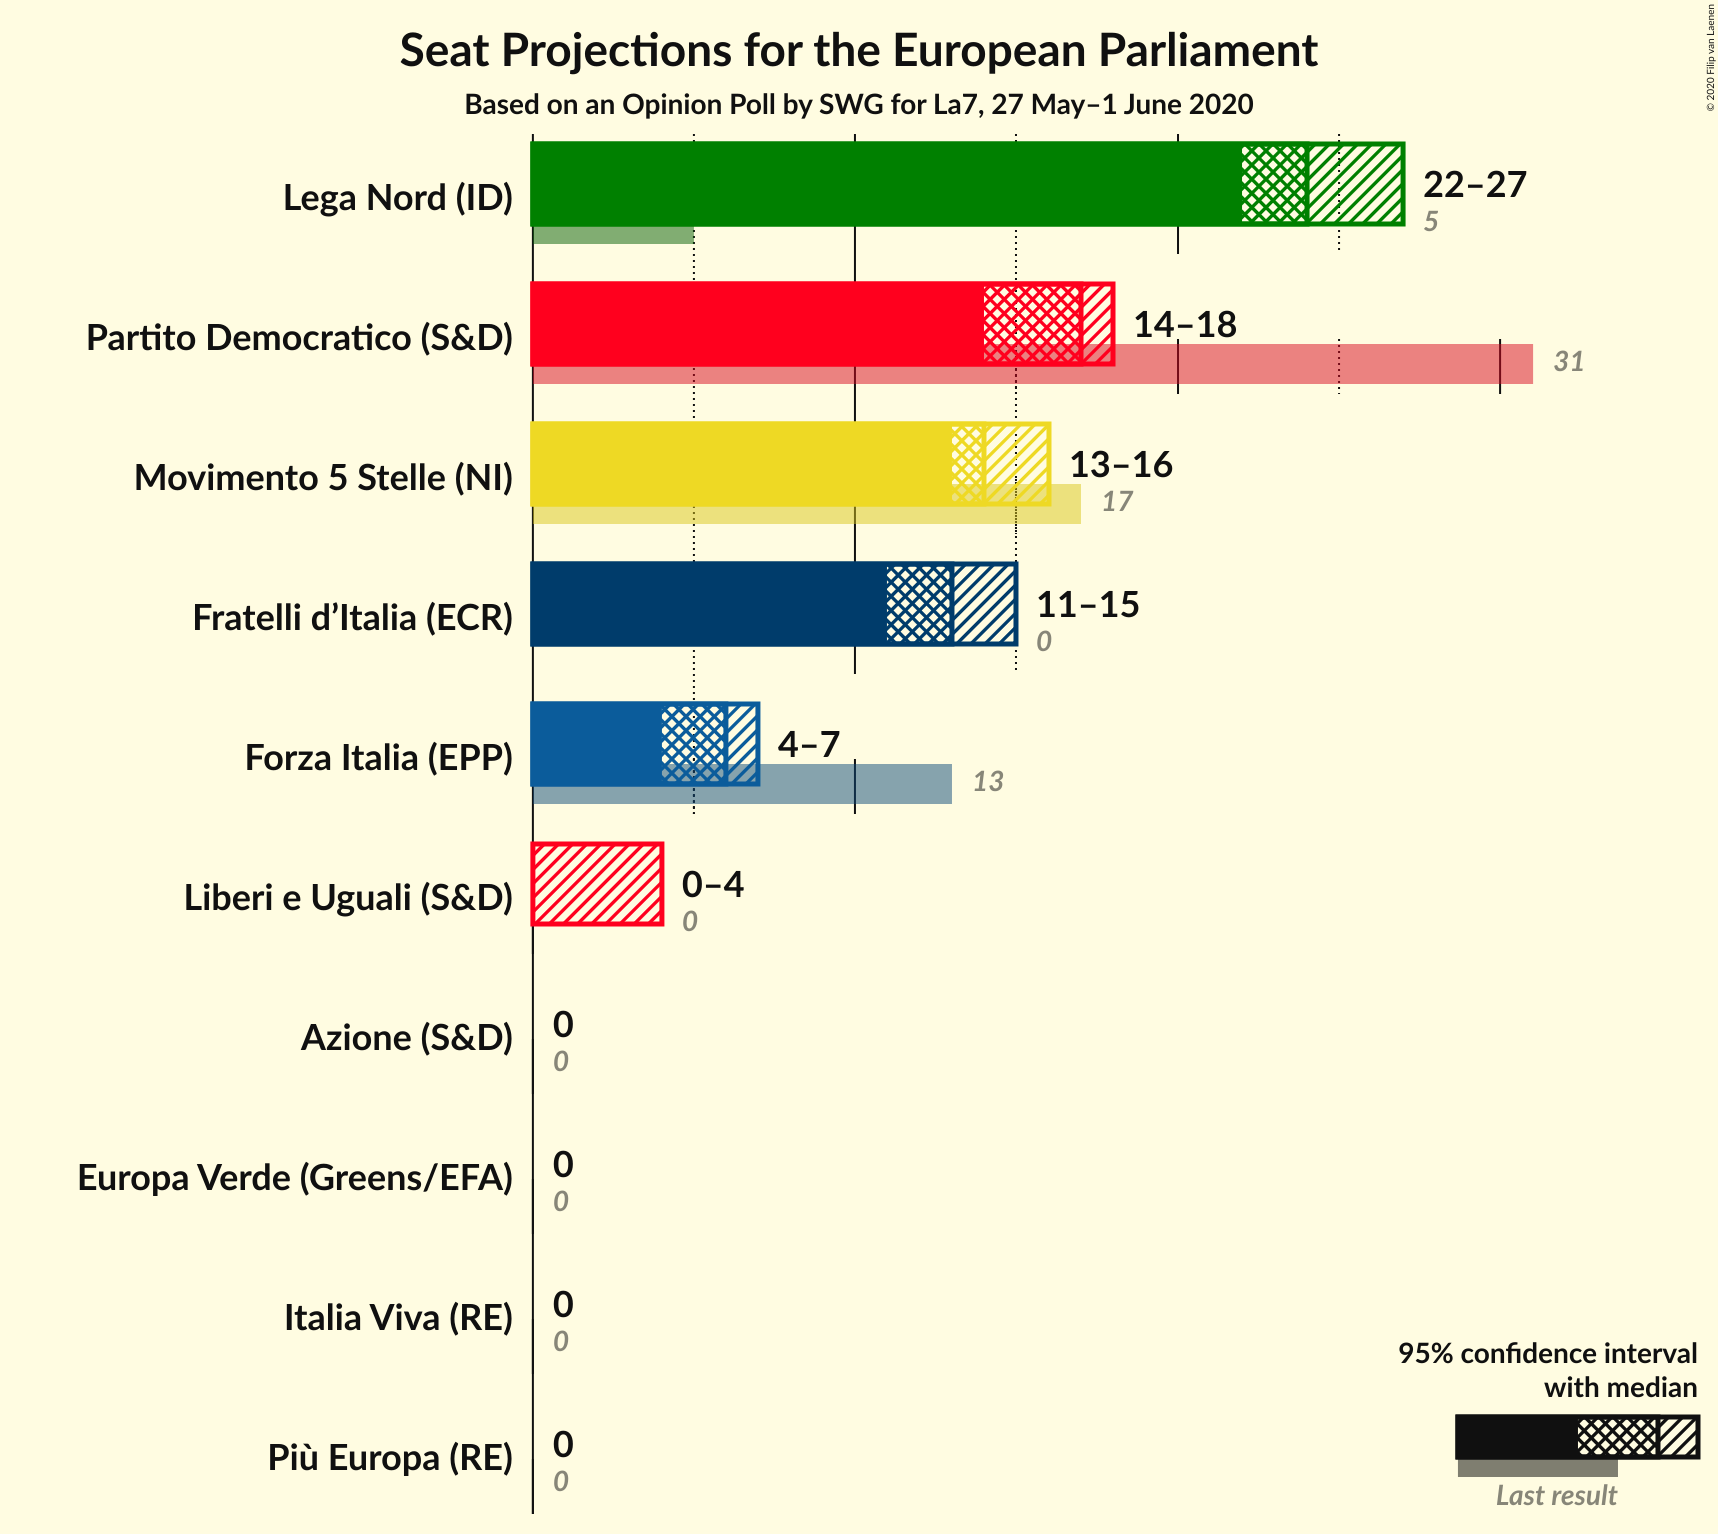 Seat Projections for the European Parliament
Based on an Opinion Poll by SWG for La7, 27 May–1 June 2020
© 2020 Filip van Laenen
Lega Nord (ID)
22–27
5
Partito Democratico (S&D)
14–18
31
Movimento 5 Stelle (NI)
13–16
17
Fratelli d’Italia (ECR)
11–15
0
Forza Italia (EPP)
4–7
13
Liberi e Uguali (S&D)
0–4
0
Azione (S&D)
0
0
Europa Verde (Greens/EFA)
0
0
Italia Viva (RE)
0
0
Più Europa (RE)
0
0
95% confidence interval
with median
Last result